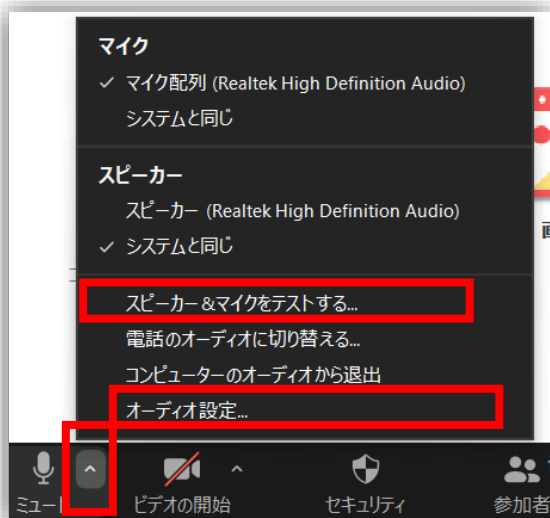 マイク
マイク配列 (Realtek High Definition Audio)
システムと同じ
スピーカー
スピーカー (Realtek High Definition Audio)
システムと同じ
スピーカー&マイクをテストする...
電話のオーディオに切り替える...
コンピューターのオーディオから退出
オーディオ設定...
ミュート
ビデオの開始
セキュリティ
参加者